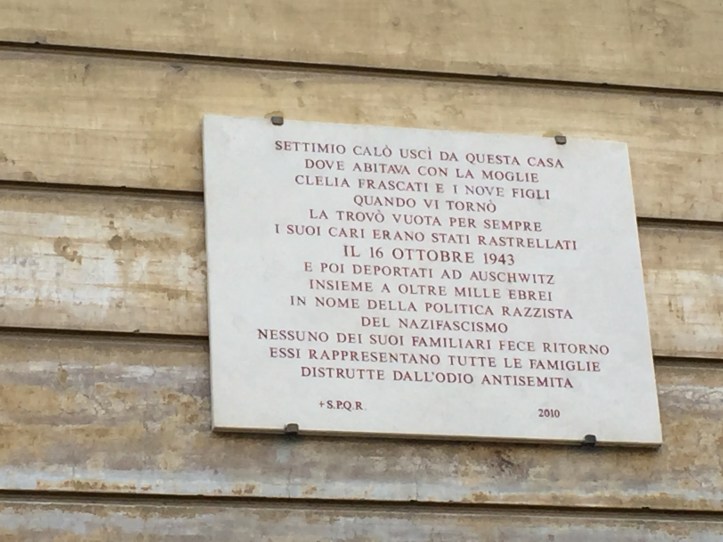 SETTIMIO CALÒ USCÌ DA QUESTA CASA
DOVE ABITAVA CON LA MOGLIE
CLELIA FRASCATI E I NOVE FIGLI
QUANDO VI TORNÒ
LA TROVÒ VUOTA PER SEMPRE
I SUOI CARI ERANO STATI RASTRELLATI
IL 16 OTTOBRE 1943
E POI DEPORTATI AD AUSCHWITZ
INSIEME A OLTRE MILLE EBREI
IN NOME DELLA POLITICA RAZZISTA
DEL NAZIFASCISMO
NESSUNO DEI SUOI FAMILIARI FECE RITORNO
ESSI RAPPRESENTANO TUTTE LE FAMIGLIE
DISTRUTTE DALL'ODIO ANTISEMITA
+S.P.Q.R. 2010